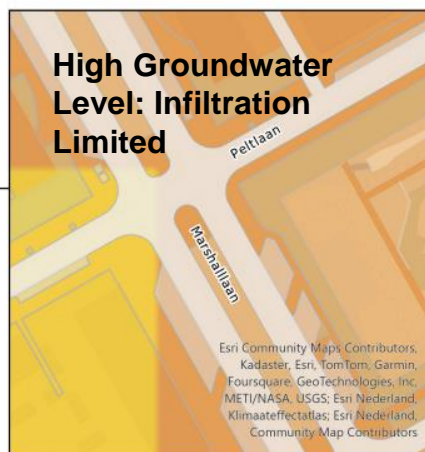 High Groundwater
Level: Infiltration
Limited
Peltlaan
Marshalllaan
Esri Community Maps Contributors,
Kadaster, Esri, TomTom, Garmin,
Foursquare, GeoTechnologies, Inc,
METI/NASA, USGS; Esri Nederland,
Klimaateffectatlas; Esri Nederland,
Community Map Contributors